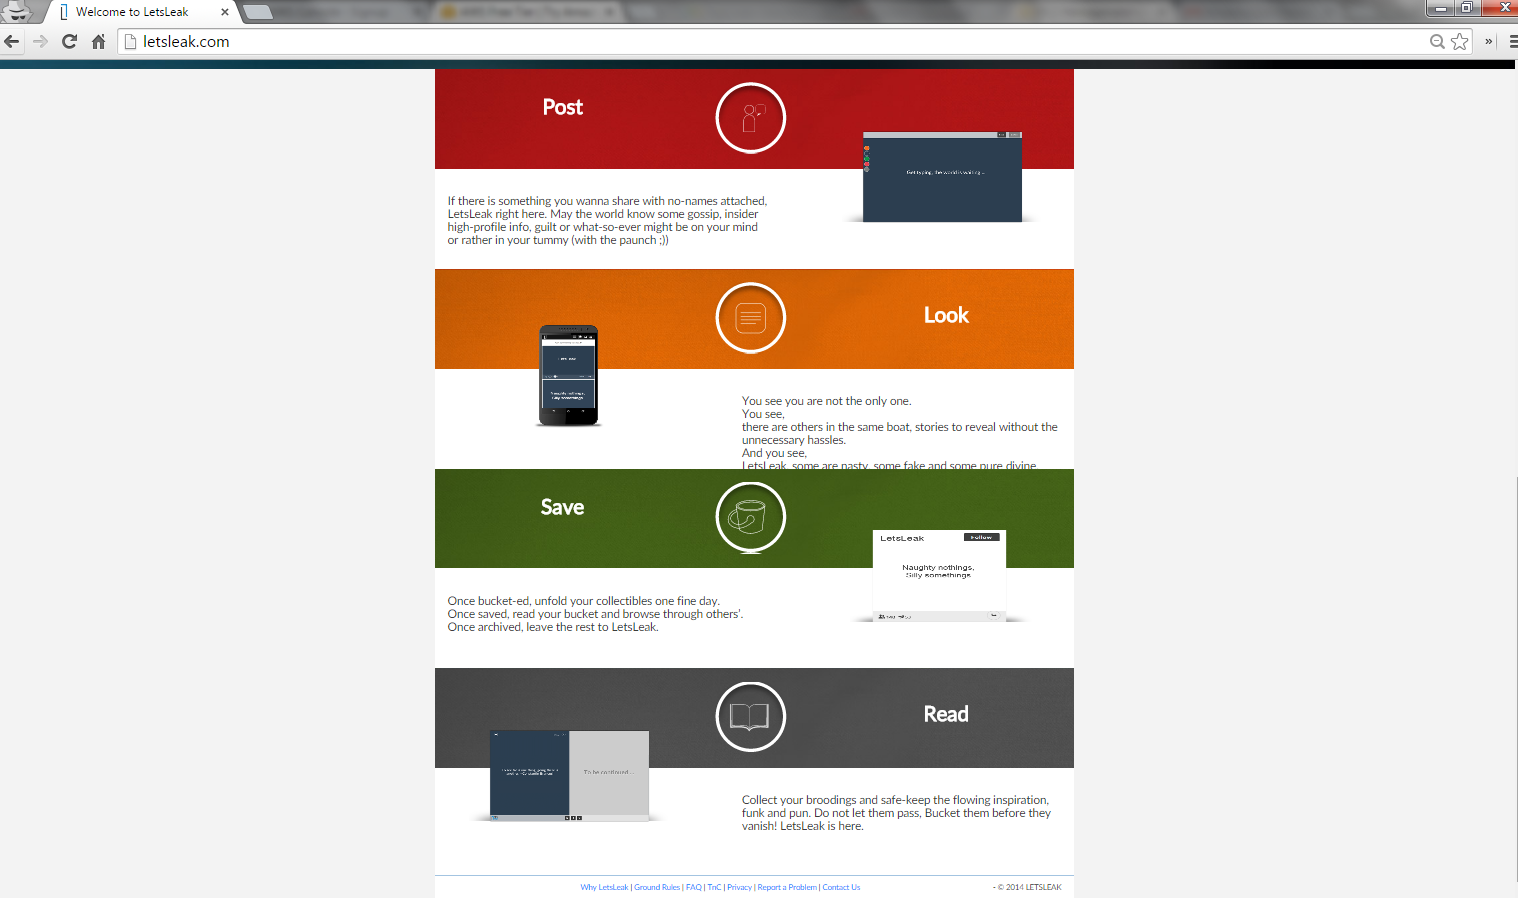 Welcome to LetsLeak
letsleak.com
Post
Get typing, the world is waiting ...
If there is something you wanna share with no-names attached,
LetsLeak right here. May the world know some gossip, insider
high-profile info, guilt or what-so-ever might be on your mind
or rather in your tummy (with the paunch ;))
Look
LetsLeak
Naughty nothings,
Silly somethings
You see you are not the only one.
You see,
there are others in the same boat, stories to reveal without the
unnecessary hassles.
And you see,
LetsLeak, some are nasty, some fake and some pure divine.
Save
LetsLeak
Follow
Naughty nothings,
Silly somethings
Once bucket-ed, unfold your collectibles one fine day.
Once saved, read your bucket and browse through others'.
Once archived, leave the rest to LetsLeak.
Read
To be continued...
Collect your broodings and safe-keep the flowing inspiration,
funk and pun. Do not let them pass, Bucket them before they
vanish! LetsLeak is here.
Why LetsLeak | Ground Rules | FAQ | TnC | Privacy | Report a Problem | Contact Us
- © 2014 LETSLEAK